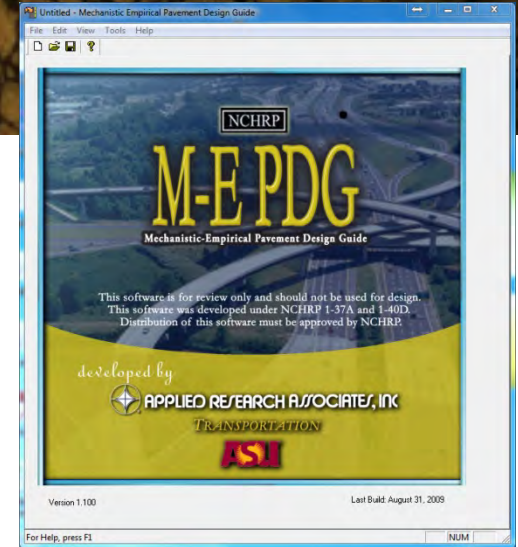 Untitled - Mechanistic Empirical Pavement Design Guide
File Edit View Tools Help
NCHRP
M-E PDG
Mechanistic-Empirical Pavement Design Guide
This software is for review only and should not be used for design.
This software was developed under NCHRP 1-37A and 1-40D.
Distribution of this software must be approved by NCHRP.
developed by
APPLIED RESEARCH ASSOCIATES, INC
TRANSPORTATION
ASU
Version 1.100
Last Build: August 31, 2009
For Help, press F1
NUM